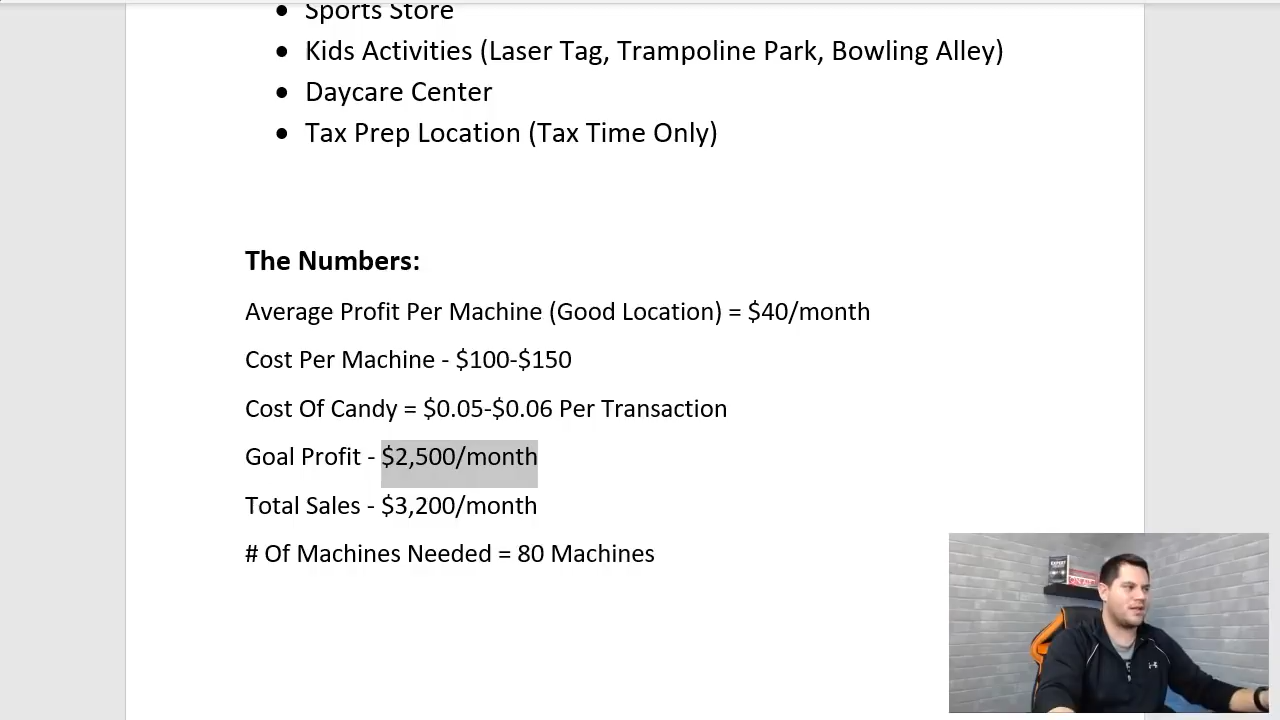 Sports Store
Kids Activities (Laser Tag, Trampoline Park, Bowling Alley)
Daycare Center
Tax Prep Location (Tax Time Only)
The Numbers:
Average Profit Per Machine (Good Location) = $40/month
Cost Per Machine - $100-$150
Cost Of Candy = $0.05-$0.06 Per Transaction
Goal Profit - $2,500/month
Total Sales - $3,200/month
# Of Machines Needed = 80 Machines